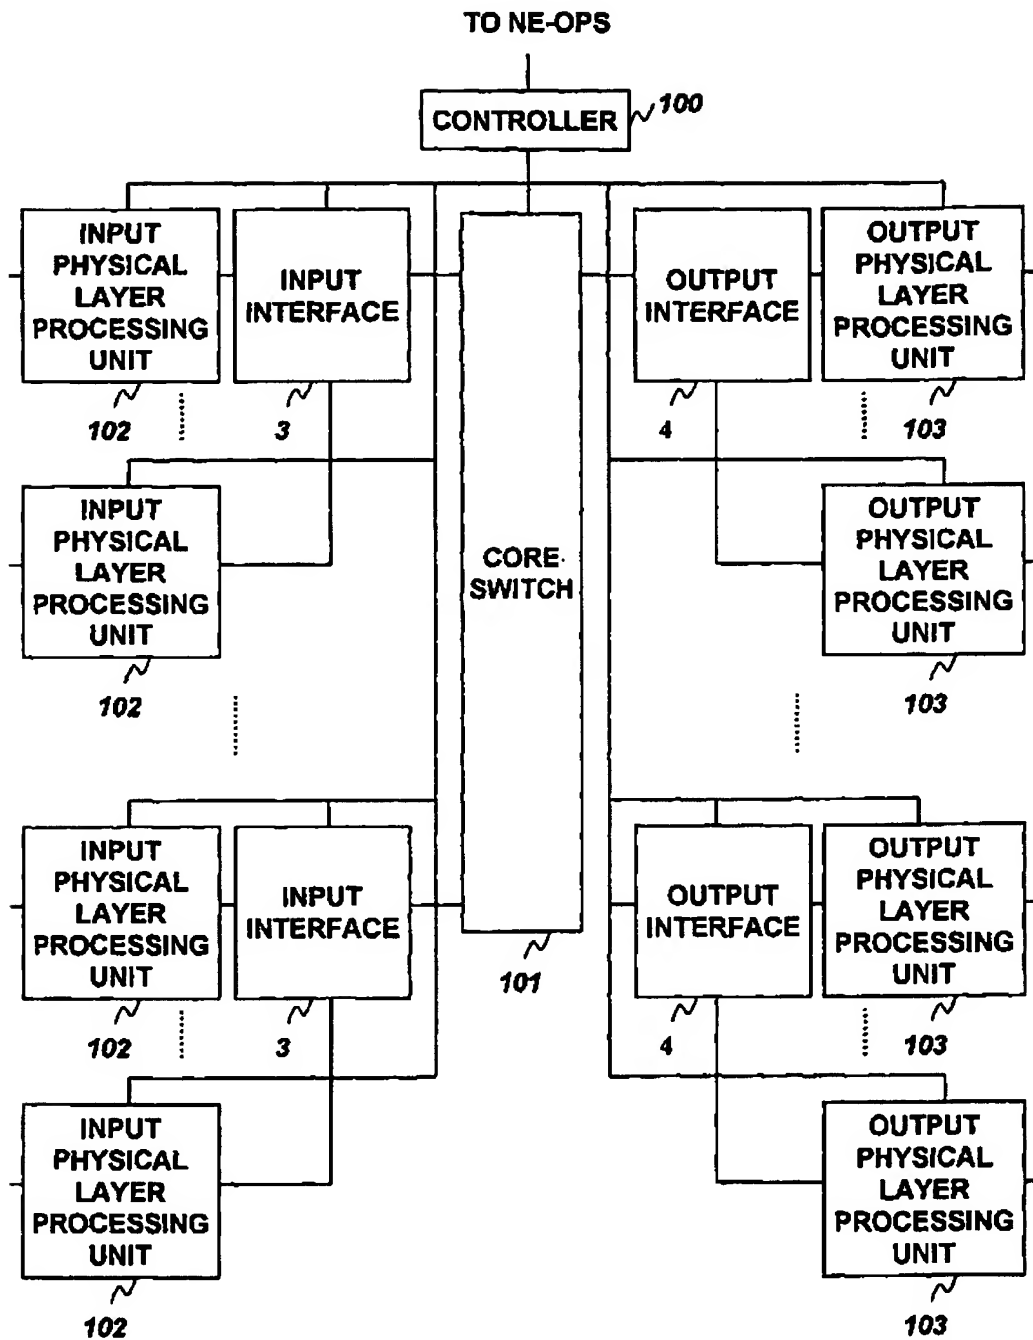 TO NE-OPS
CONTROLLER
100
INPUT
PHYSICAL
LAYER
PROCESSING
UNIT
102
INPUT
INTERFACE
3
OUTPUT
INTERFACE
4
OUTPUT
PHYSICAL
LAYER
PROCESSING
UNIT
103
INPUT
PHYSICAL
LAYER
PROCESSING
UNIT
102
CORE-
SWITCH
101
OUTPUT
PHYSICAL
LAYER
PROCESSING
UNIT
103
INPUT
PHYSICAL
LAYER
PROCESSING
UNIT
102
INPUT
INTERFACE
3
OUTPUT
INTERFACE
4
OUTPUT
PHYSICAL
LAYER
PROCESSING
UNIT
103
INPUT
PHYSICAL
LAYER
PROCESSING
UNIT
102
OUTPUT
PHYSICAL
LAYER
PROCESSING
UNIT
103